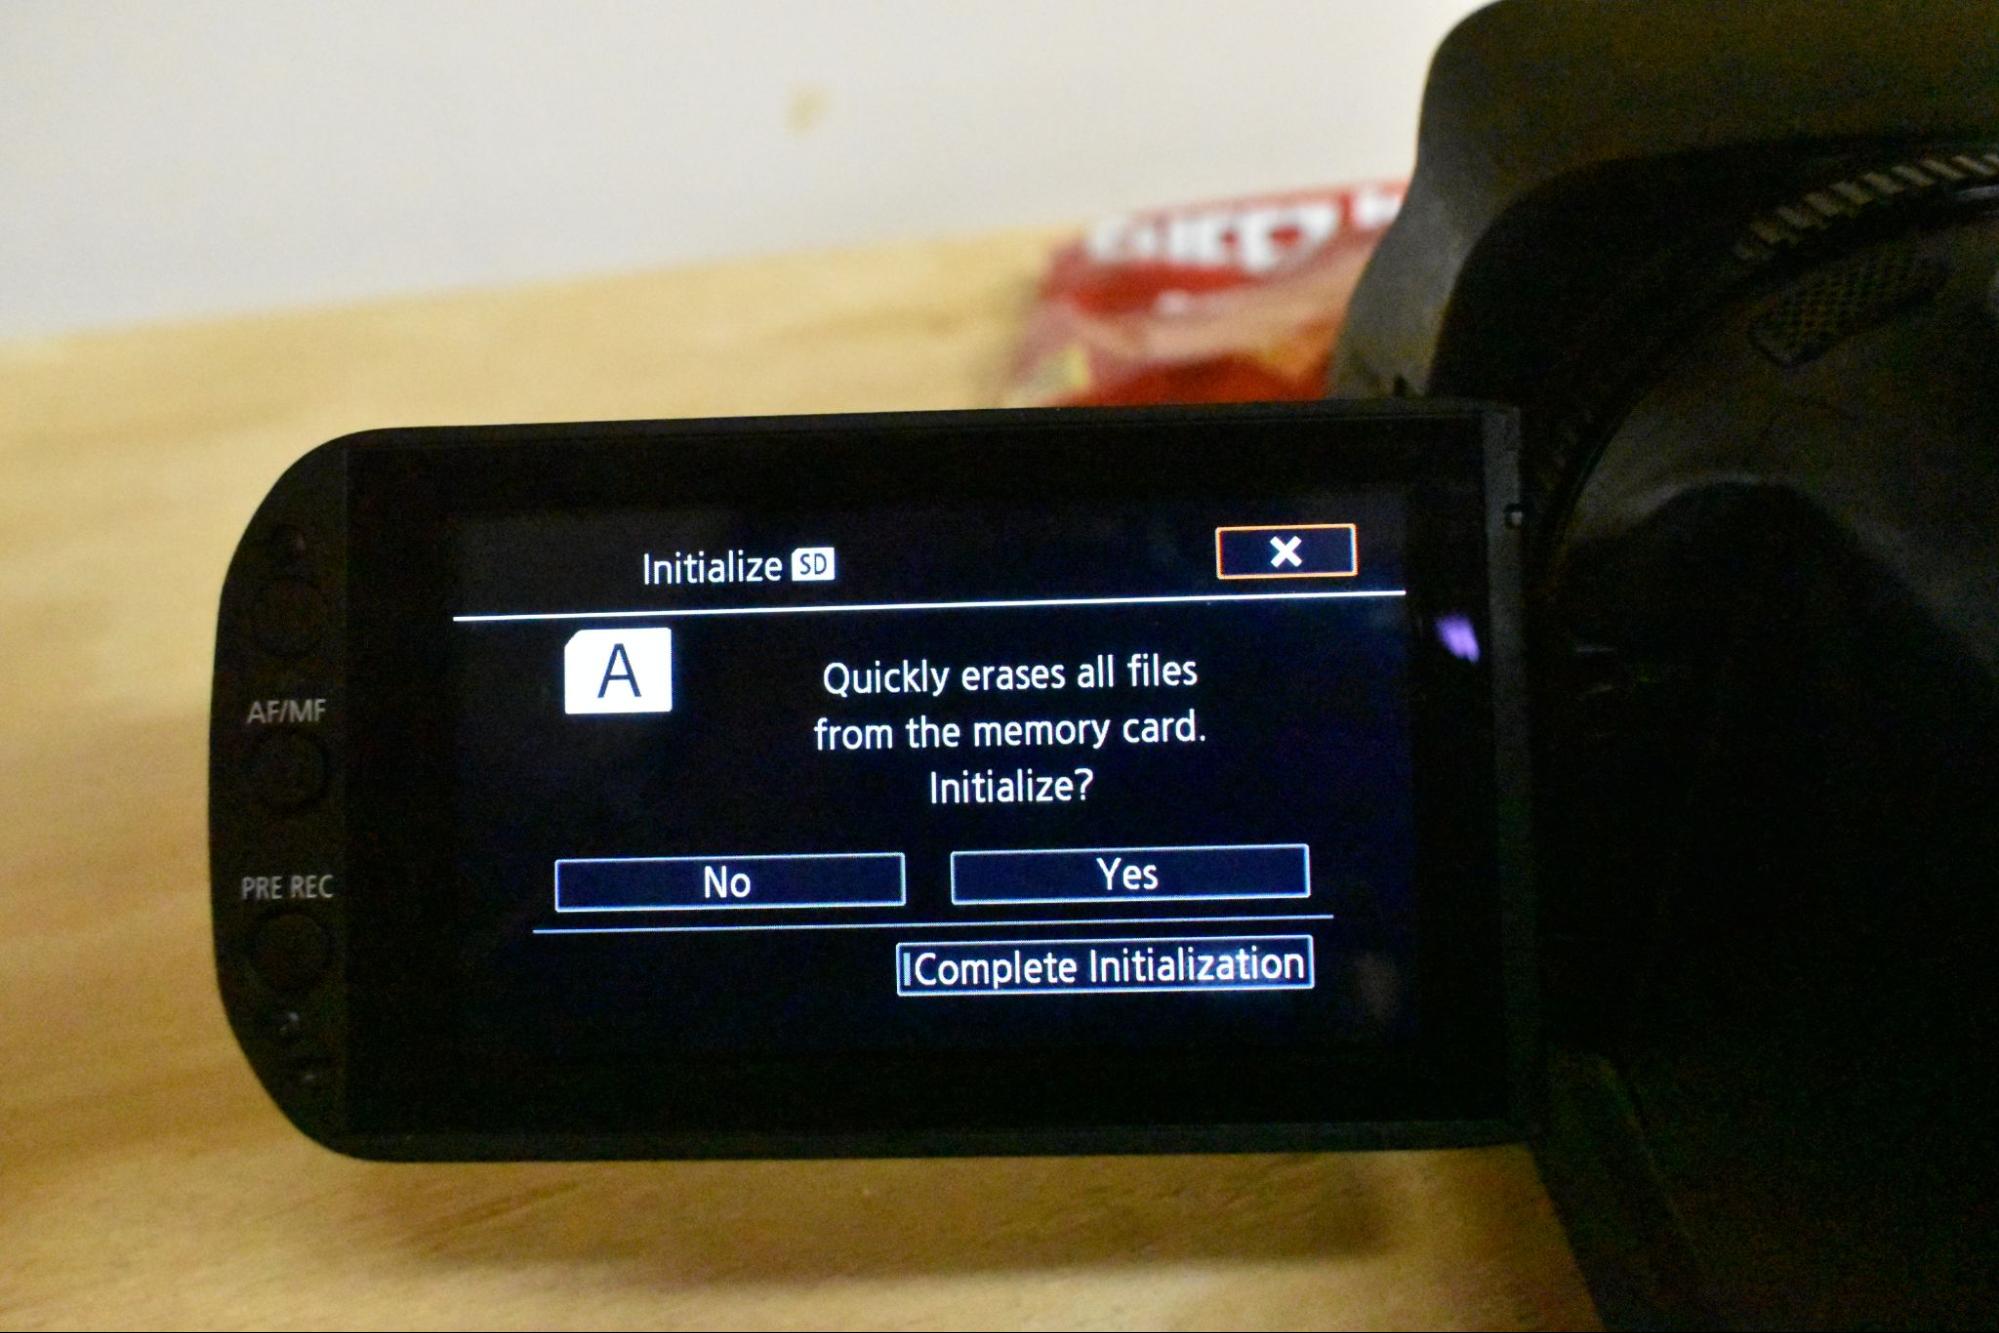 Initialize SD
A
Quickly erases all files
from the memory card.
Initialize?
No
Yes
Complete Initialization
AF/MF
PRE REC